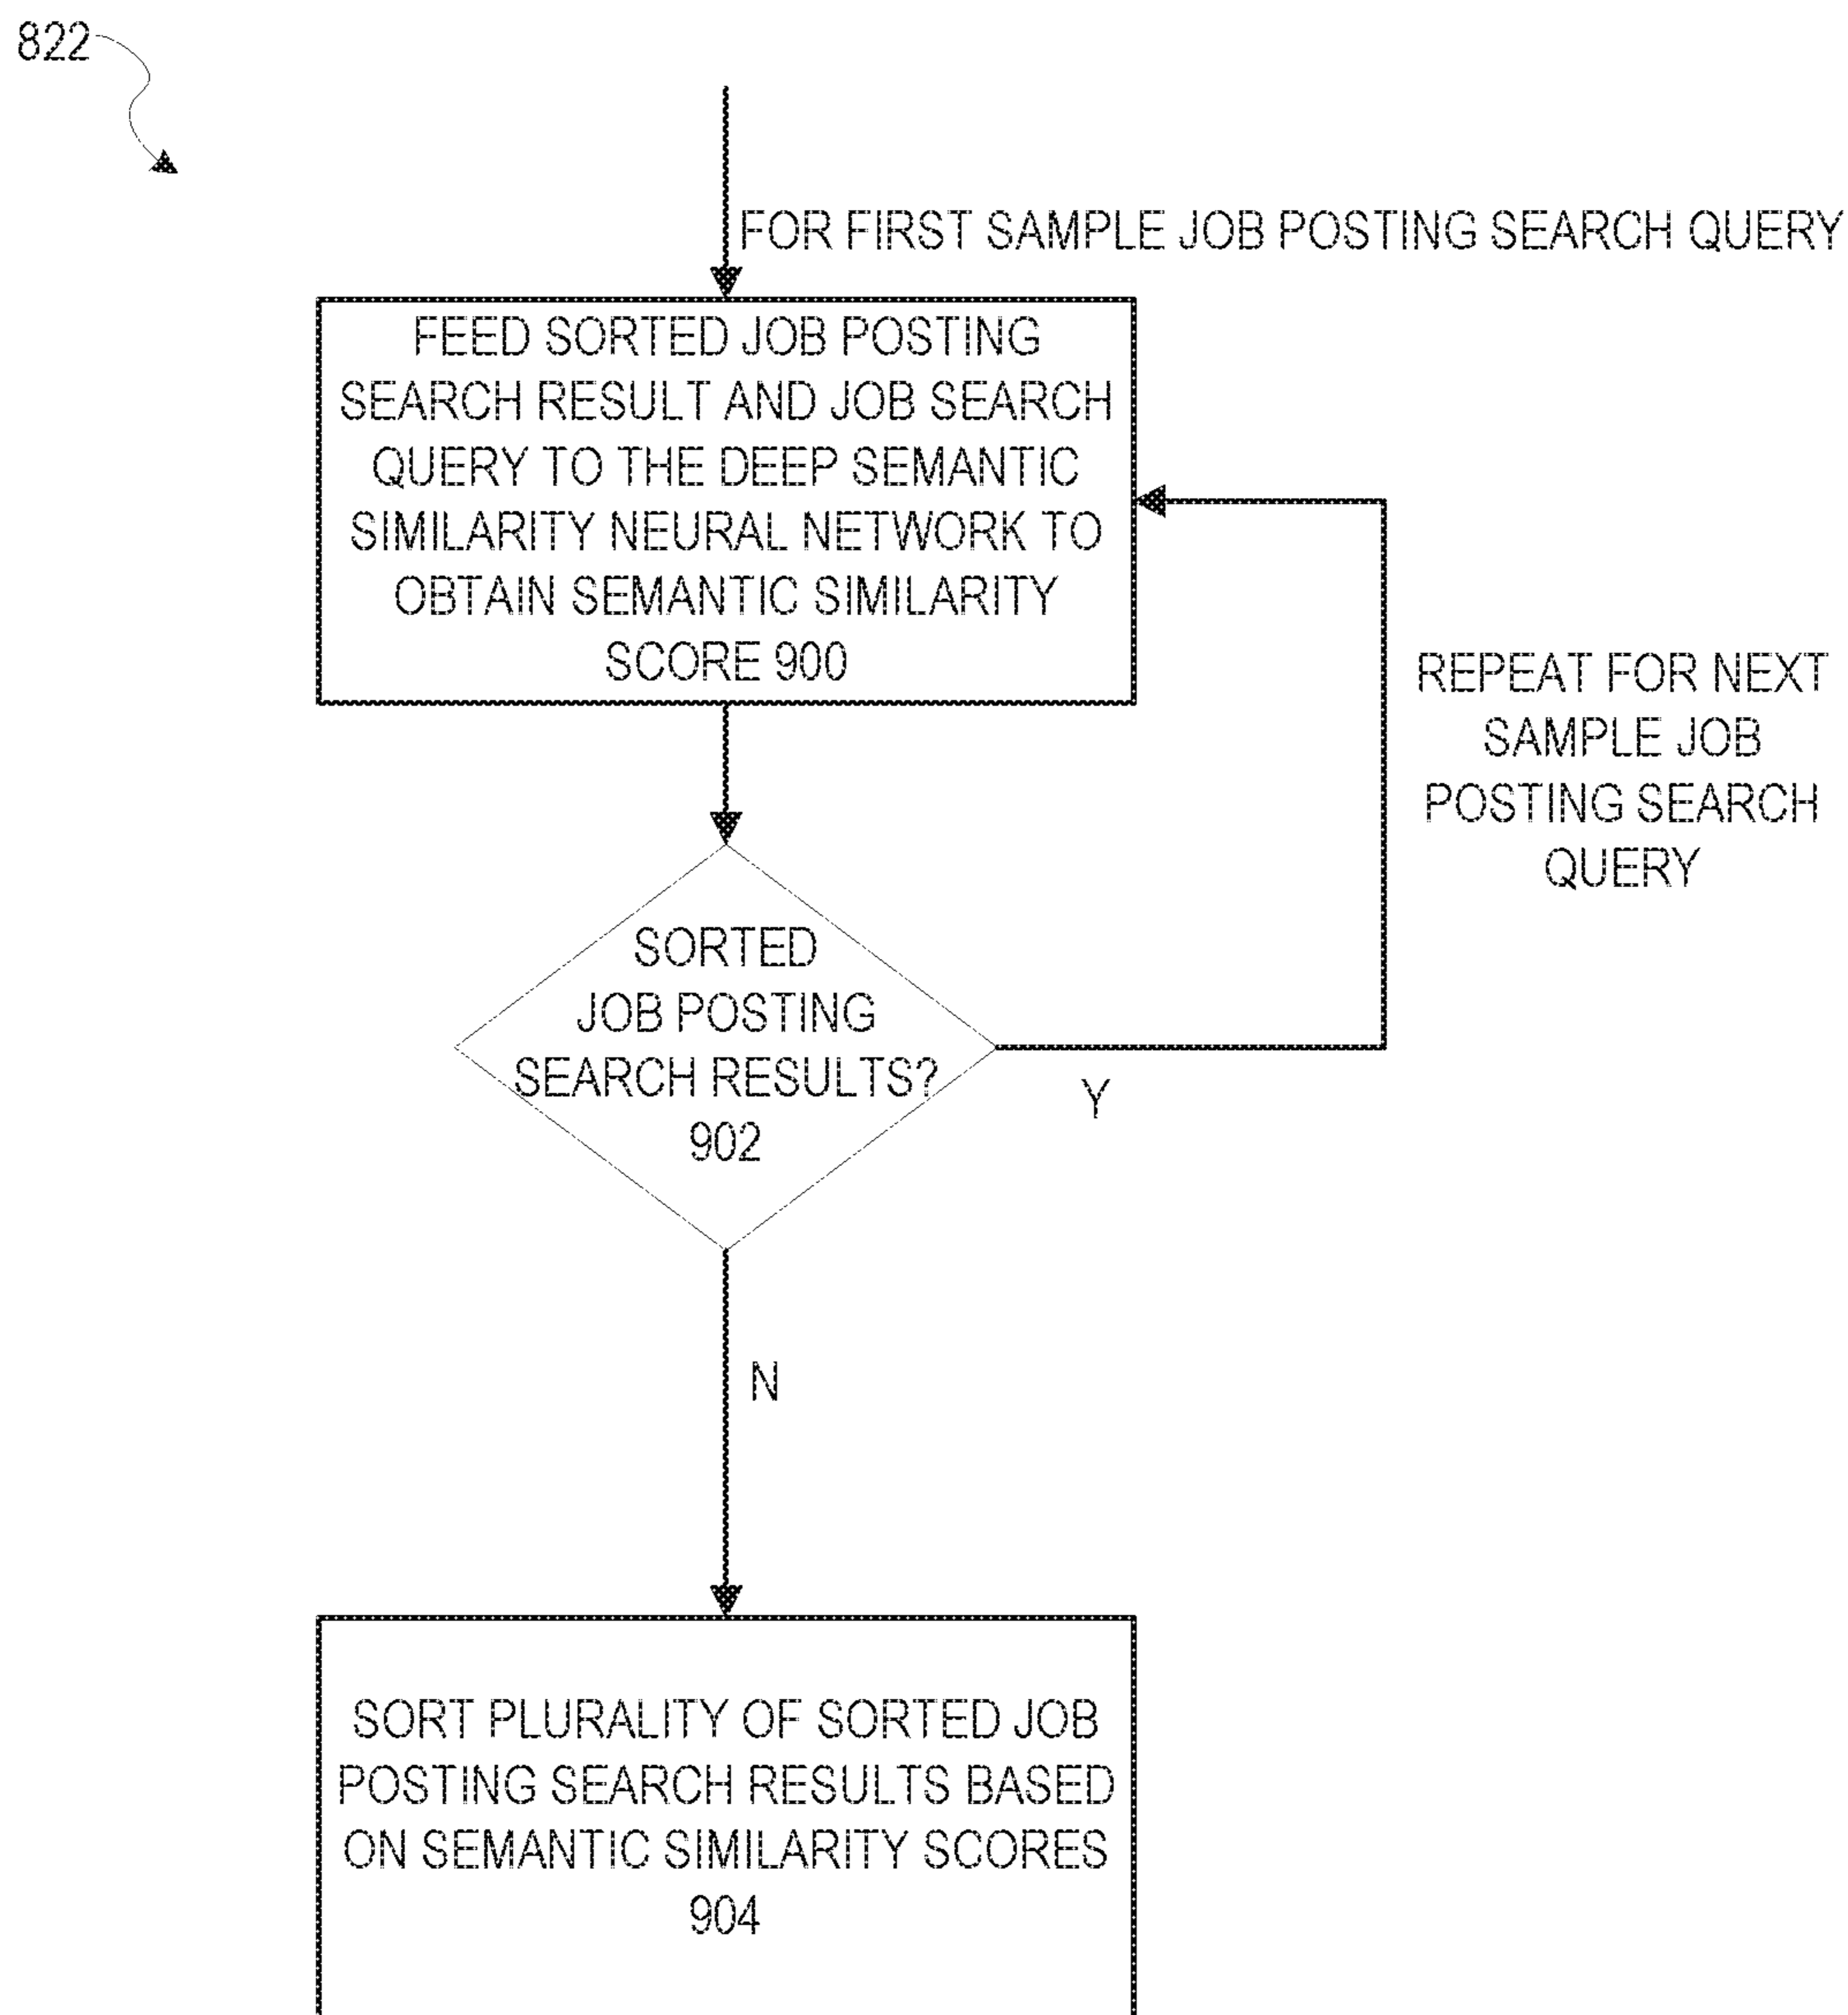 822
FOR FIRST SAMPLE JOB POSTING SEARCH QUERY
FEED SORTED JOB POSTING
SEARCH RESULT AND JOB SEARCH
QUERY TO THE DEEP SEMANTIC
SIMILARITY NEURAL NETWORK TO
OBTAIN SEMANTIC SIMILARITY
SCORE 900
REPEAT FOR NEXT
SAMPLE JOB
POSTING SEARCH
QUERY
SORTED
JOB POSTING
SEARCH RESULTS?
902
Y
N
SORT PLURALITY OF SORTED JOB
POSTING SEARCH RESULTS BASED
ON SEMANTIC SIMILARITY SCORES
904